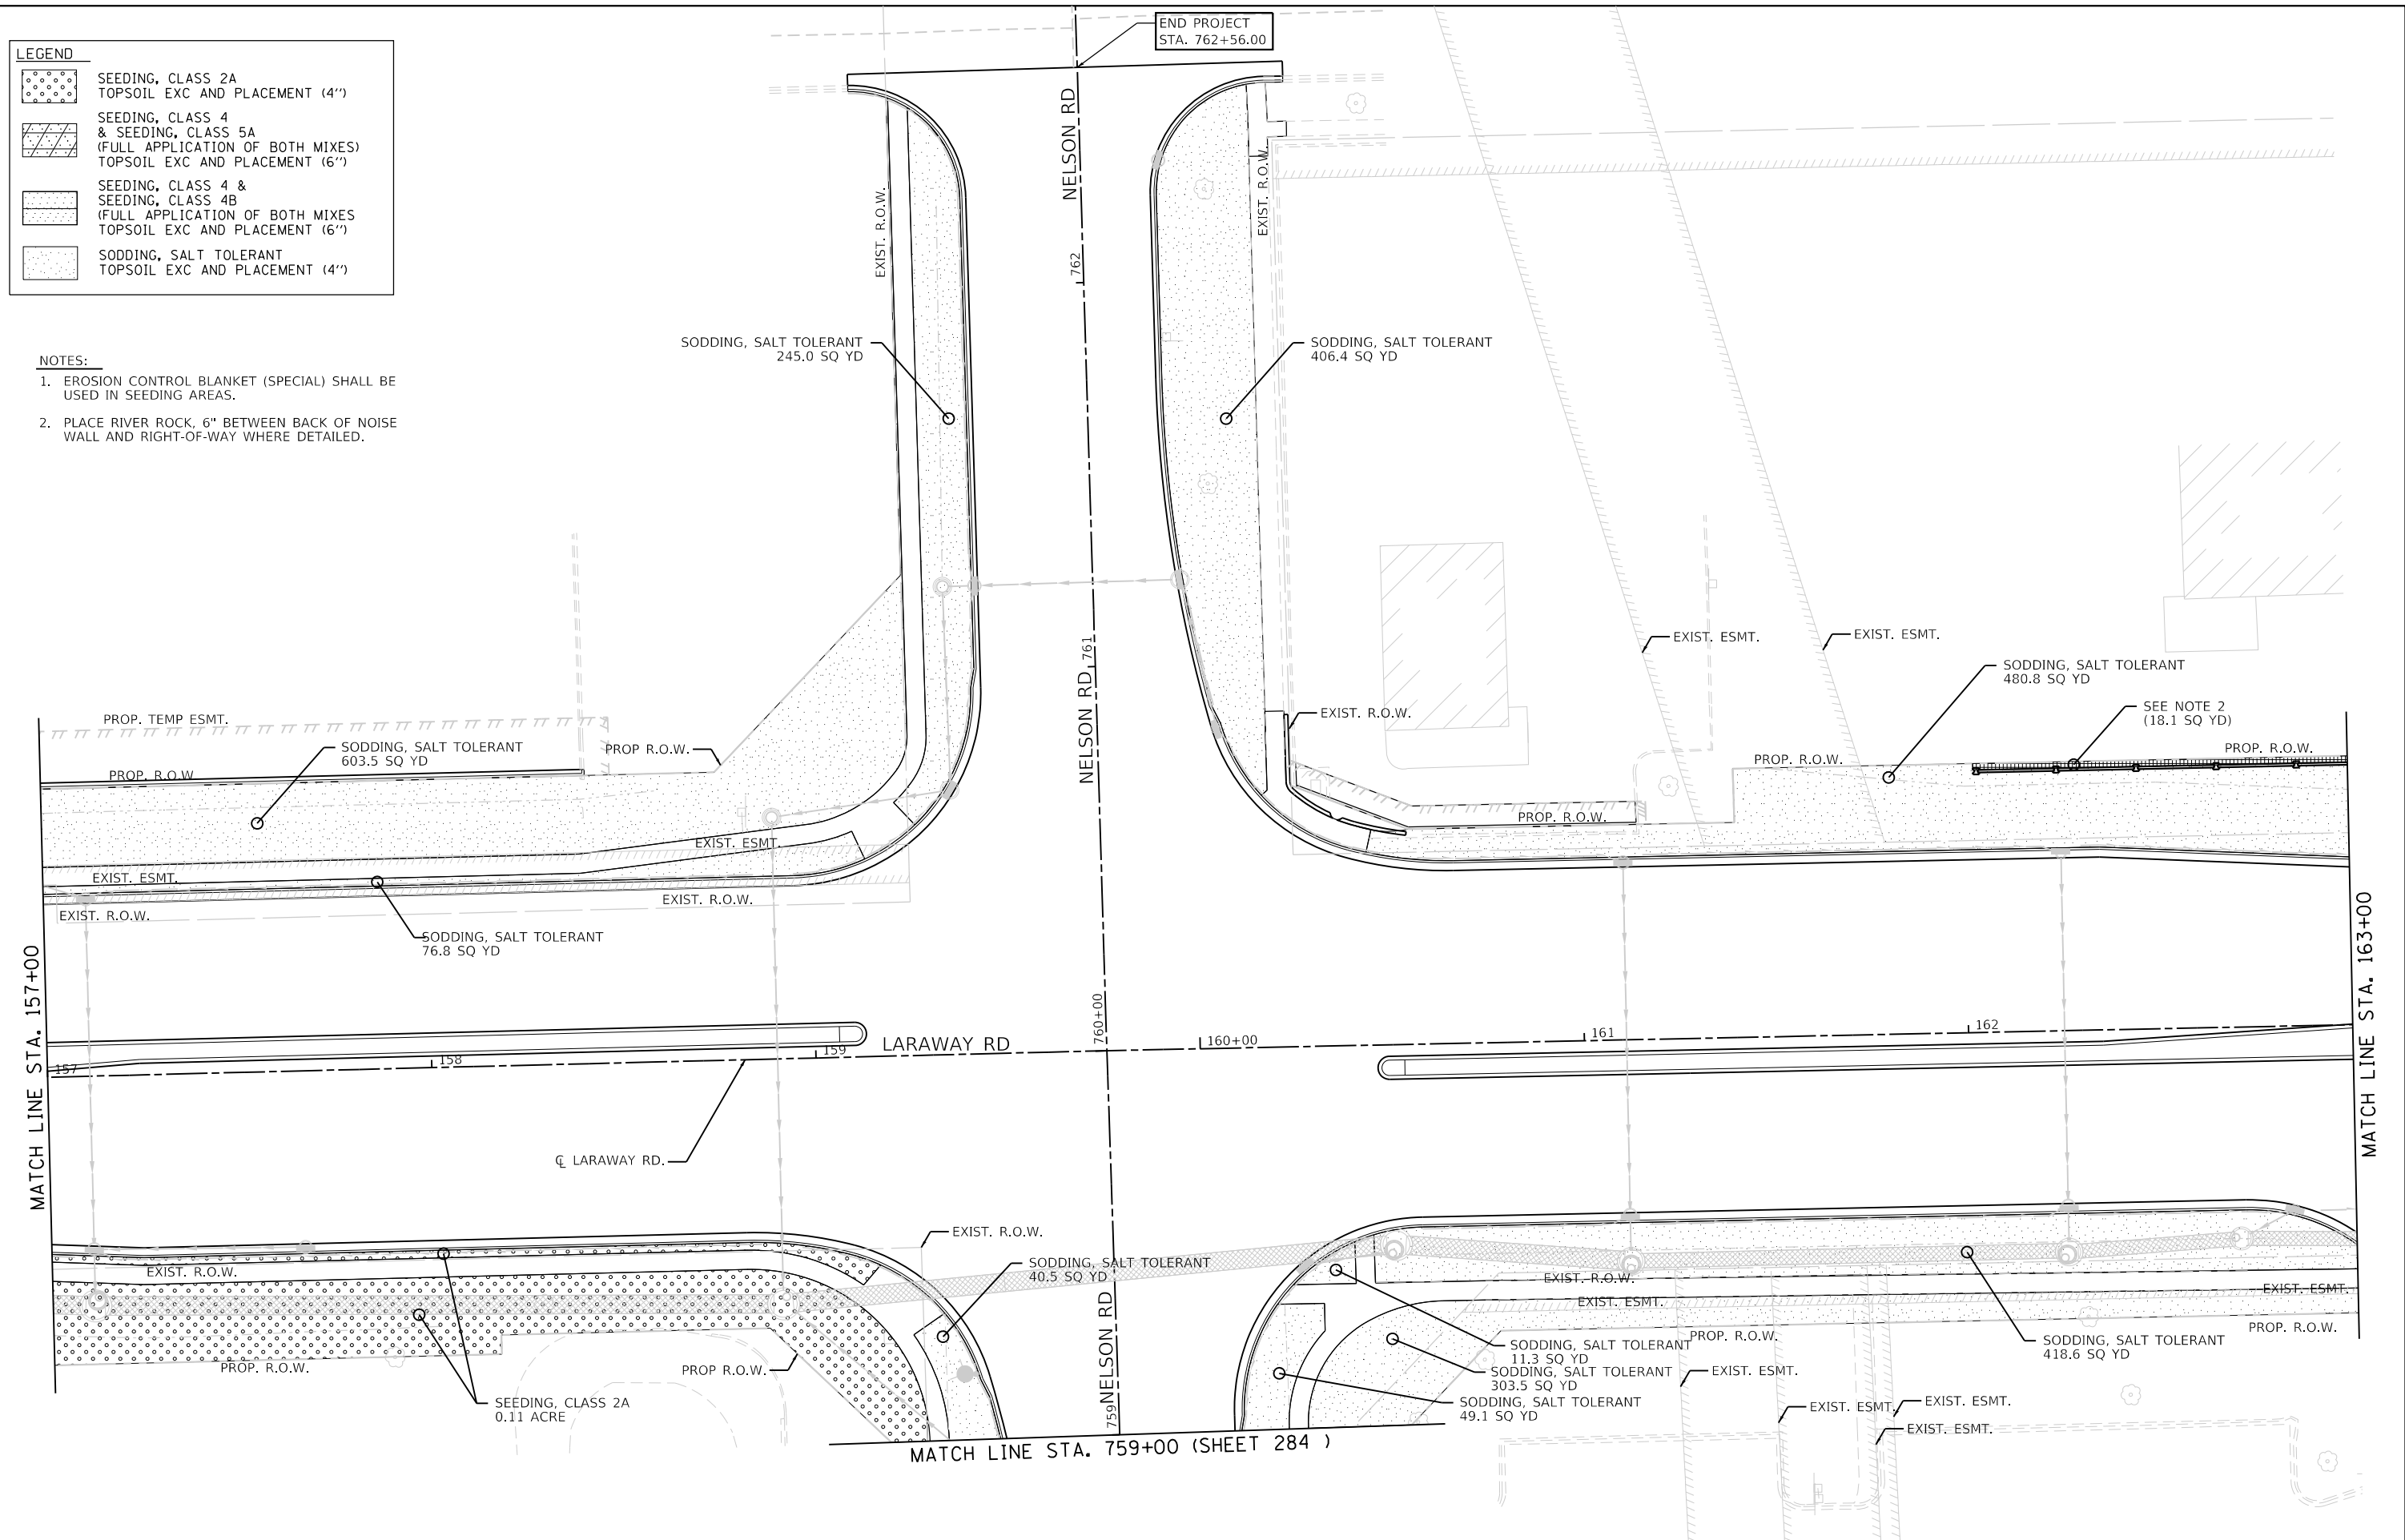 END PROJECT
STA. 762+56.00
LEGEND
SEEDING, CLASS 2A
TOPSOIL EXC AND PLACEMENT (4'')
SEEDING, CLASS 4
& SEEDING, CLASS 5A
(FULL APPLICATION OF BOTH MIXES)
TOPSOIL EXC AND PLACEMENT (6'')
SEEDING, CLASS 4 &
SEEDING, CLASS 4B
(FULL APPLICATION OF BOTH MIXES
TOPSOIL EXC AND PLACEMENT (6'')
SODDING, SALT TOLERANT
TOPSOIL EXC AND PLACEMENT (4'')
NOTES:
1. EROSION CONTROL BLANKET (SPECIAL) SHALL BE
USED IN SEEDING AREAS.
2. PLACE RIVER ROCK, 6" BETWEEN BACK OF NOISE
WALL AND RIGHT-OF-WAY WHERE DETAILED.
NELSON RD
EXIST. R.O.W.
EXIST. R.O.W.
762
SODDING, SALT TOLERANT
245.0 SQ YD
SODDING, SALT TOLERANT
406.4 SQ YD
EXIST. ESMT.
EXIST. ESMT.
761
NELSON RD
SODDING, SALT TOLERANT
480.8 SQ YD
SEE NOTE 2
(18.1 SQ YD)
EXIST. R.O.W.
PROP. TEMP ESMT.
SODDING, SALT TOLERANT
603.5 SQ YD
PROP R.O.W.
PROP. R.O.W
PROP. R.O.W.
PROP. R.O.W.
PROP. R.O.W.
EXIST. ESMT.
EXIST. ESMT.
EXIST. R.O.W.
EXIST. R.O.W.
SODDING, SALT TOLERANT
76.8 SQ YD
MATCH LINE STA. 157+00
MATCH LINE STA. 163+00
760+00
LARAWAY RD
157
158
159
160+00
161
162
℄ LARAWAY RD.
EXIST. R.O.W.
SODDING, SALT TOLERANT
40.5 SQ YD
EXIST. R.O.W.
EXIST. R.O.W.
EXIST. ESMT.
EXIST. ESMT.
NELSON RD
759
PROP. R.O.W.
PROP R.O.W.
SEEDING, CLASS 2A
0.11 ACRE
SODDING, SALT TOLERANT
11.3 SQ YD
SODDING, SALT TOLERANT
303.5 SQ YD
SODDING, SALT TOLERANT
49.1 SQ YD
PROP. R.O.W.
SODDING, SALT TOLERANT
418.6 SQ YD
PROP. R.O.W.
EXIST. ESMT.
EXIST. ESMT.
EXIST. ESMT.
EXIST. ESMT.
MATCH LINE STA. 759+00 (SHEET 284 )